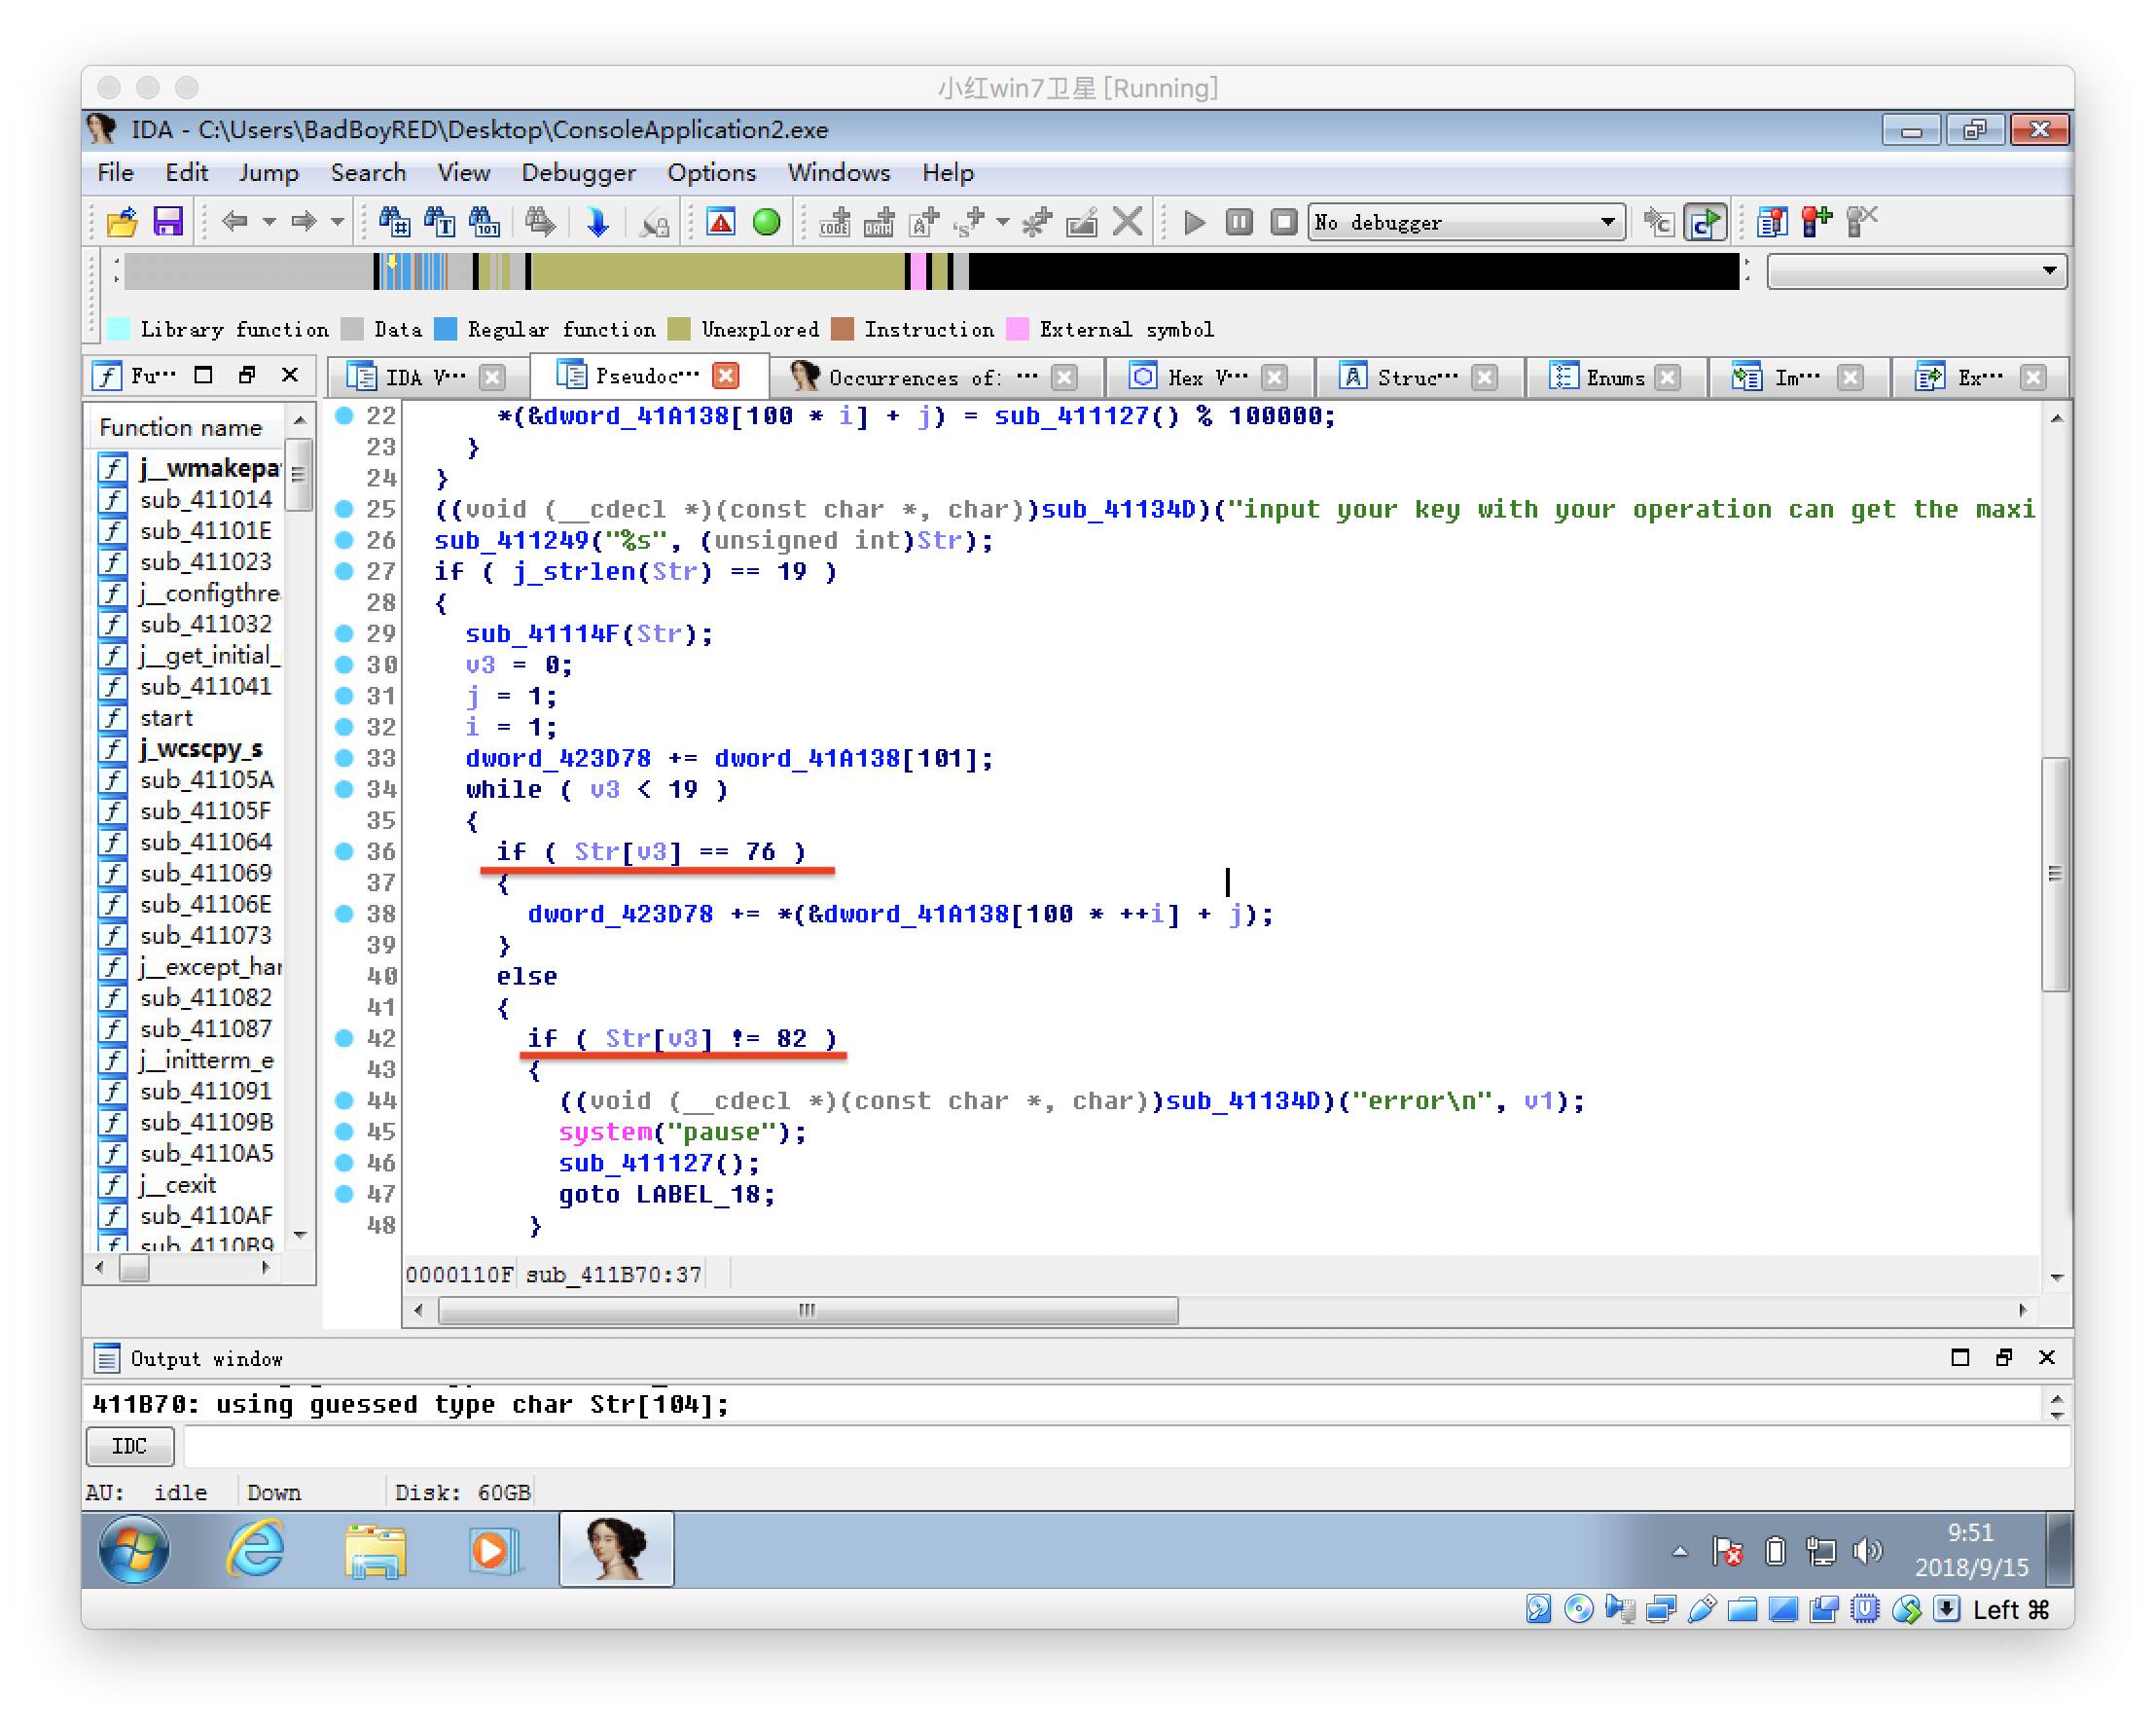 小红win7卫星 [Running]
IDA - C:\Users\BadBoyRED\Desktop\ConsoleApplication2.exe
File Edit Jump Search View Debugger Options Windows Help
No debugger
Library function Data Regular function Unexplored Instruction External symbol
Fu··· IDA V··· Pseudoc··· Occurrences of: ··· Hex V··· Struc··· Enums Im··· Ex···
Function name
j__wmakepa
sub_411014
sub_41101E
sub_411023
j__configthre
sub_411032
j__get_initial_
sub_411041
start
j_wcscpy_s
sub_41105A
sub_41105F
sub_411064
sub_411069
sub_41106E
sub_411073
j__except_har
sub_411082
sub_411087
j__initterm_e
sub_411091
sub_41109B
sub_4110A5
j__cexit
sub_4110AF
sub_4110B9
22 *(&dword_41A138[100 * i] + j) = sub_411127() % 100000;
23 }
24 }
25 ((void (__cdecl *)(const char *, char))sub_41134D)("input your key with your operation can get the maxi
26 sub_411249("%s", (unsigned int)Str);
27 if ( j_strlen(Str) == 19 )
28 {
29 sub_41114F(Str);
30 v3 = 0;
31 j = 1;
32 i = 1;
33 dword_423D78 += dword_41A138[101];
34 while ( v3 < 19 )
35 {
36 if ( Str[v3] == 76 )
37 {
38 dword_423D78 += *(&dword_41A138[100 * ++i] + j);
39 }
40 else
41 {
42 if ( Str[v3] != 82 )
43 {
44 ((void (__cdecl *)(const char *, char))sub_41134D)("error\n", v1);
45 system("pause");
46 sub_411127();
47 goto LABEL_18;
48 }
0000110F sub_411B70:37
Output window
411B70: using guessed type char Str[104];
IDC
AU: idle Down Disk: 60GB
9:51
2018/9/15
Left ⌘